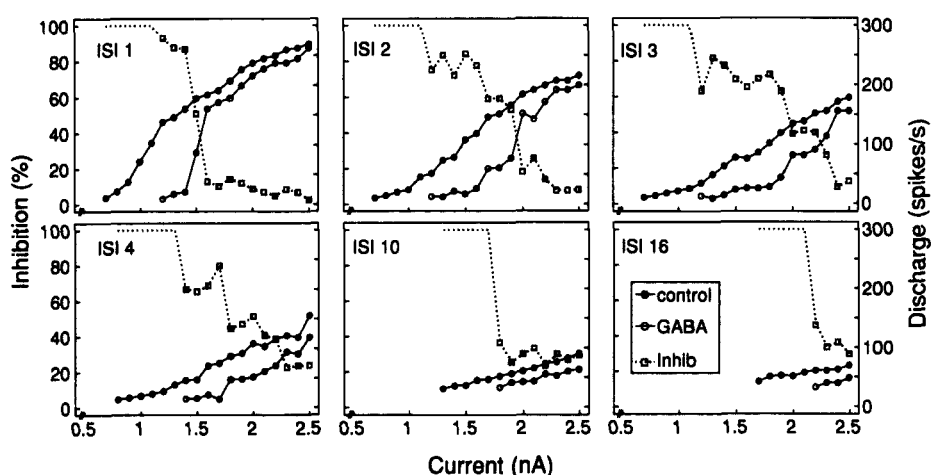 ISI 1
ISI 2
ISI 3
100
80
60
40
20
0
300
200
100
0
Inhibition (%)
Discharge (spikes/s)
ISI 4
ISI 10
ISI 16
control
GABA
Inhib
100
80
60
40
20
0
300
200
100
0
0.5 1 1.5 2 2.5
0.5 1 1.5 2 2.5
0.5 1 1.5 2 2.5
Current (nA)